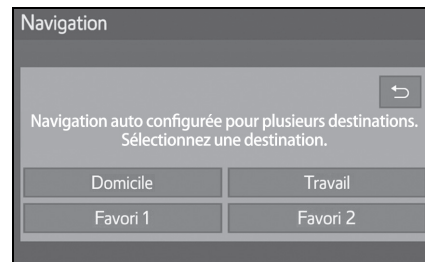 Navigation
Navigation auto configurée pour plusieurs destinations.
Sélectionnez une destination.
Domicile
Travail
Favori 1
Favori 2